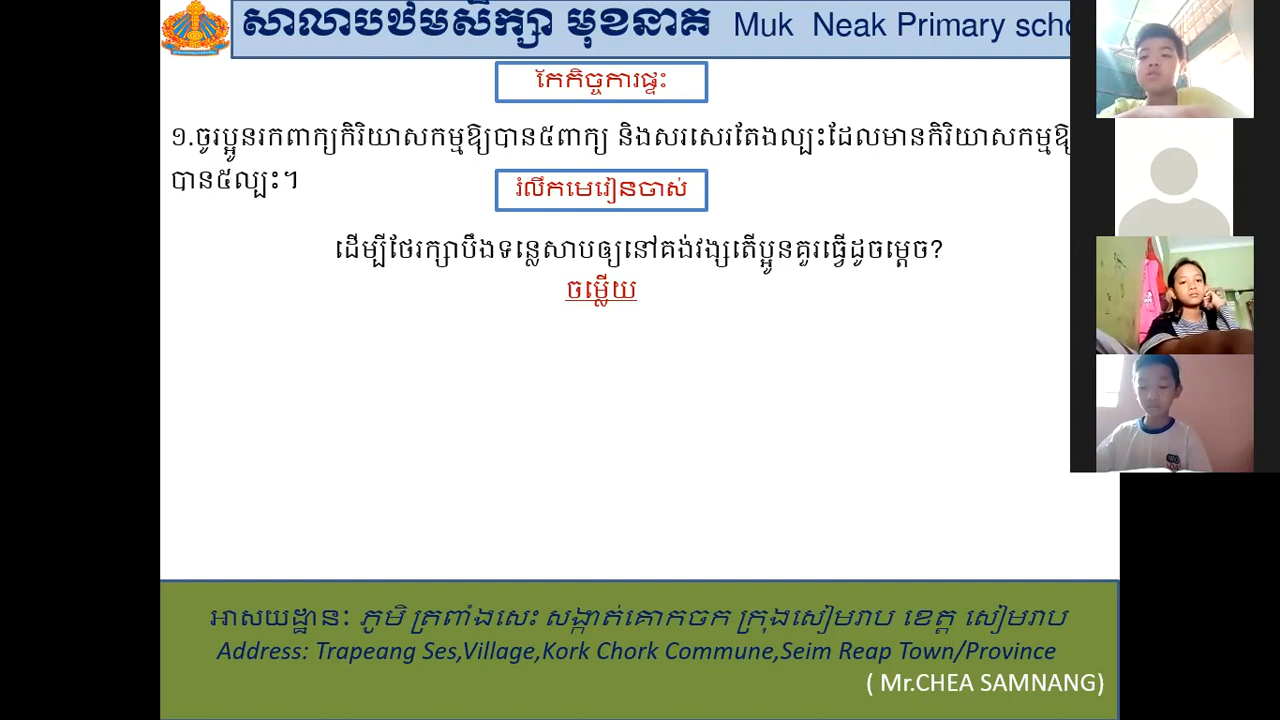 សាលាបឋមសិក្សា មុខនាគ Muk Neak Primary scho
កែកិច្ចការផ្ទះ
១.ចូរប្អូនរកពាក្យកិរិយាសកម្មឱ្យបាន៥ពាក្យ និងសរសេរតែងល្បះដែលមានកិរិយាសកម្មឱ្យ
បាន៥ល្បះ។
រំលឹកមេរៀនចាស់
ដើម្បីថែរក្សាបឹងទន្លេសាបឲ្យនៅគង់វង្សតើប្អូនគួរធ្វើដូចម្ដេច?
ចម្លើយ
អាសយដ្ឋាន: ភូមិ ត្រពាំងសេះ សង្កាត់គោកចក ក្រុងសៀមរាប ខេត្ត សៀមរាប
Address: Trapeang Ses,Village,Kork Chork Commune,Seim Reap Town/Province
( Mr.CHEA SAMNANG)